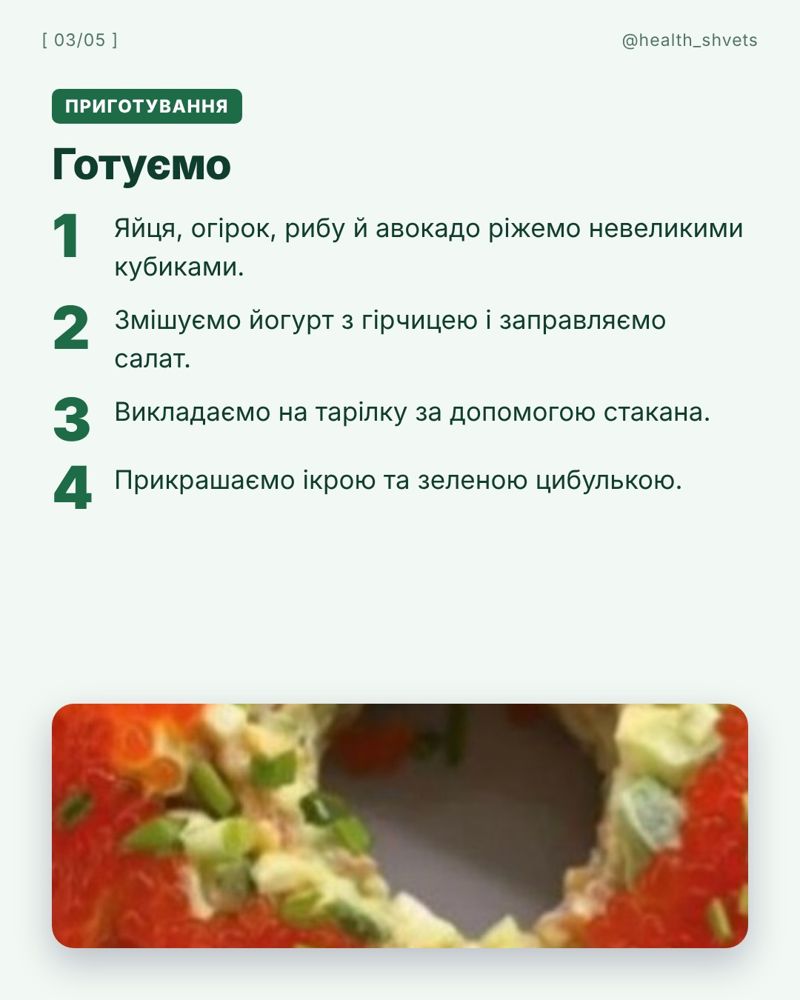 [ 03/05 ]
@health_shvets
ПРИГОТУВАННЯ
Готуємо
1 Яйця, огірок, рибу й авокадо ріжемо невеликими
кубиками.
2 Змішуємо йогурт з гірчицею і заправляємо
салат.
3 Викладаємо на тарілку за допомогою стакана.
4 Прикрашаємо ікрою та зеленою цибулькою.